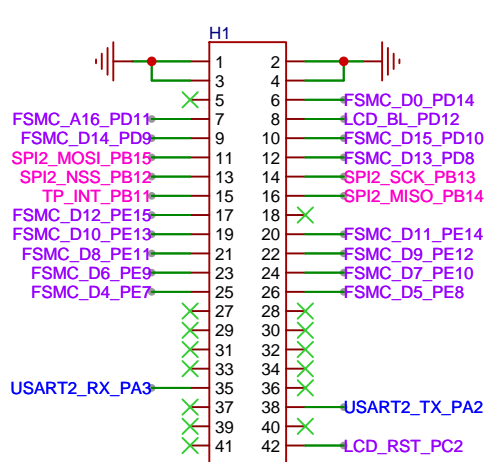 H1
1 2
3 4
5 6 FSMC_D0_PD14
FSMC_A16_PD11 7 8 LCD_BL_PD12
FSMC_D14_PD9 9 10 FSMC_D15_PD10
SPI2_MOSI_PB15 11 12 FSMC_D13_PD8
SPI2_NSS_PB12 13 14 SPI2_SCK_PB13
TP_INT_PB11 15 16 SPI2_MISO_PB14
FSMC_D12_PE15 17 18
FSMC_D10_PE13 19 20 FSMC_D11_PE14
FSMC_D8_PE11 21 22 FSMC_D9_PE12
FSMC_D6_PE9 23 24 FSMC_D7_PE10
FSMC_D4_PE7 25 26 FSMC_D5_PE8
27 28
29 30
31 32
33 34
USART2_RX_PA3 35 36
37 38 USART2_TX_PA2
39 40
41 42 LCD_RST_PC2